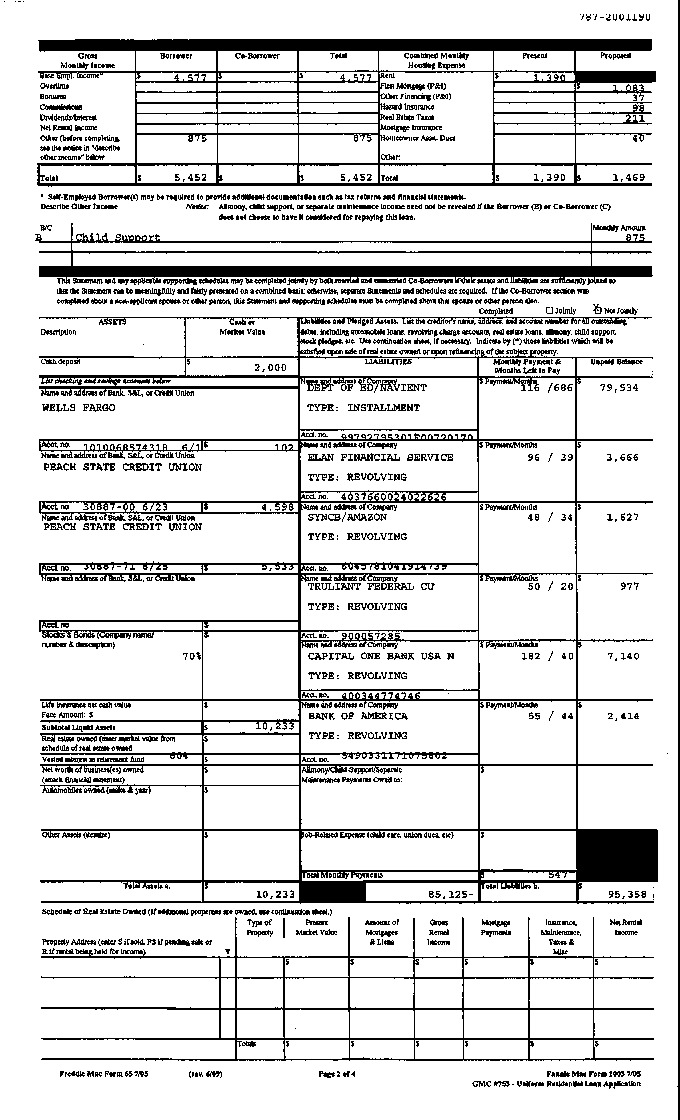 787-2001190
Gross Monthly Income Borrower Co-Borrower Total Combined Monthly Housing Expense Present Proposed
Base Empl. Income* $ 4,577 $ $ 4,577 Rent $ 1,390
Overtime First Mortgage (P&I) $ 1,083
Bonuses Other Financing (P&I) 37
Commissions Hazard Insurance 98
Dividends/Interest Real Estate Taxes 211
Net Rental Income Mortgage Insurance
Other (before completing, 875 875 Homeowner Assn. Dues 40
see the notice in "describe
other income" below Other:
Total $ 5,452 $ $ 5,452 Total $ 1,390 $ 1,469
* Self-Employed Borrower(s) may be required to provide additional documentation such as tax returns and financial statements.
Describe Other Income Notice: Alimony, child support, or separate maintenance income need not be revealed if the Borrower (B) or Co-Borrower (C)
does not choose to have it considered for repaying this loan.
B/C Monthly Amount
B Child Support 875
This Statement and any applicable supporting schedules may be completed jointly by both married and unmarried Co-Borrowers if their assets and liabilities are sufficiently joined so
that the Statement can be meaningfully and fairly presented on a combined basis; otherwise, separate Statements and schedules are required. If the Co-Borrower section was
completed about a non-applicant spouse or other person, this Statement and supporting schedules must be completed about that spouse or other person also.
Completed Jointly Not Jointly
ASSETS Cash or Market Value
Description
Liabilities and Pledged Assets. List the creditor's name, address, and account number for all outstanding
debts, including automobile loans, revolving charge accounts, real estate loans, alimony, child support,
stock pledges, etc. Use continuation sheet, if necessary. Indicate by (*) those liabilities which will be
satisfied upon sale of real estate owned or upon refinancing of the subject property.
Cash deposit $ 2,000
LIABILITIES Monthly Payment & Months Left to Pay Unpaid Balance
List checking and savings accounts below
Name and address of Bank, S&L, or Credit Union
WELLS FARGO
Name and address of Company $ Payment/Months
DEPT OF ED/NAVIENT 116 /686 79,534
TYPE: INSTALLMENT
Acct. no.
Acct. no. 1010068574318 6/1 $ 102
Name and address of Bank, S&L, or Credit Union
PEACH STATE CREDIT UNION
Name and address of Company $ Payment/Months
ELAN FINANCIAL SERVICE 96 / 39 3,666
TYPE: REVOLVING
Acct. no. 4037660024022626
Acct. no. 30887-00 6/23 $ 4,598
Name and address of Bank, S&L, or Credit Union
PEACH STATE CREDIT UNION
Name and address of Company $ Payment/Months
SYNCB/AMAZON 48 / 34 1,627
TYPE: REVOLVING
Acct. no. 6045781041914739
Acct. no. 30887-71 6/23 $ 5,533
Name and address of Bank, S&L, or Credit Union
Name and address of Company $ Payment/Months
TRULIANT FEDERAL CU 50 / 20 977
TYPE: REVOLVING
Acct. no. 900057285
Acct. no. $
Stocks & Bonds (Company name/ $
number & description)
70%
Name and address of Company $ Payment/Months
CAPITAL ONE BANK USA N 182 / 40 7,140
TYPE: REVOLVING
Acct. no. 400344774746
Life insurance net cash value $
Face Amount: $
Subtotal Liquid Assets $ 10,233
Name and address of Company $ Payment/Months
BANK OF AMERICA 55 / 44 2,414
TYPE: REVOLVING
Acct. no. 5490331171075802
Real estate owned (enter market value from $
schedule of real estate owned
Vested interest in retirement fund 60% $
Net worth of business(es) owned $
(attach financial statement)
Automobiles owned (make & year) $
Alimony/Child Support/Separate $
Maintenance Payments Owed to:
Other Assets (itemize) $
Job-Related Expense (child care, union dues, etc) $
Total Monthly Payments $ 547
Total Assets a. $ 10,233 85,125- Total Liabilities b. $ 95,358
Schedule of Real Estate Owned (If additional properties are owned, use continuation sheet.)
Property Address (enter S if sold, PS if pending sale or
R if rental being held for income)
Type of Property Present Market Value Amount of Mortgages & Liens Gross Rental Income Mortgage Payments Insurance, Maintenance, Taxes & Misc Net Rental Income
$ $ $ $ $ $
Totals $ $ $ $ $ $
Freddie Mac Form 65 7/05 Page 2 of 4 Fannie Mae Form 1003 7/05
GMC #753 - Uniform Residential Loan Application